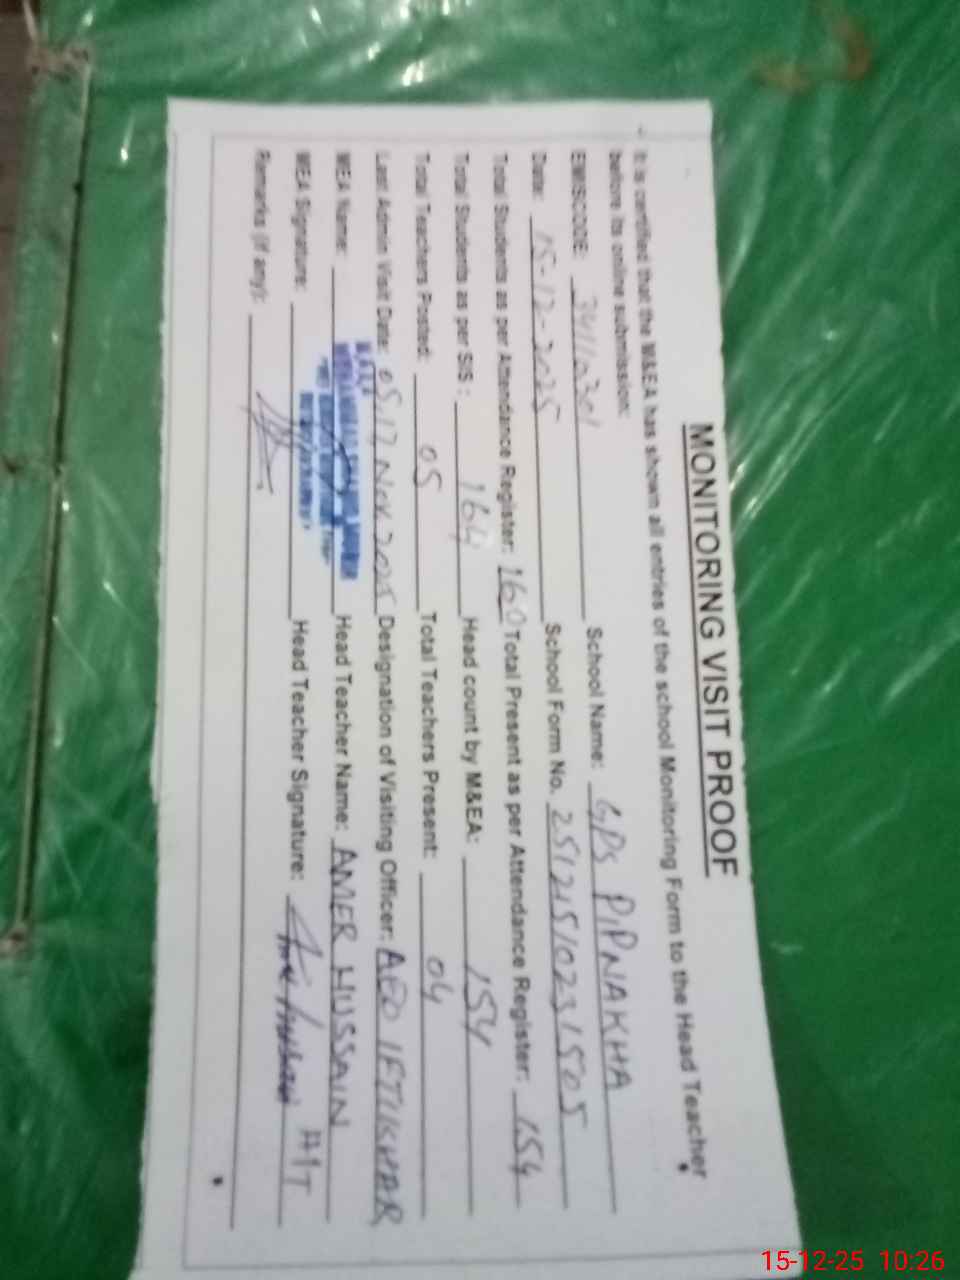 MONITORING VISIT PROOF
It is certified that the M&EA has shown all entries of the school Monitoring Form to the Head Teacher
before its online submission:
EMISCODE: School Name: GPS PIPNAKHA
Date: 15-12-2025 School Form No. 25121510231505
Total Students as per Attendance Register: 160 Total Present as per Attendance Register: 154
Total Students as per SIS: 164 Head count by M&EA: 154
Total Teachers Posted: 05 Total Teachers Present: 04
Last Admin Visit Date: Nov 2025 Designation of Visiting Officer: AEO IFTIKHAR
MEA Name: Head Teacher Name: AMER HUSSAIN
MEA Signature: Head Teacher Signature:
Remarks (if any):
15-12-25 10:26